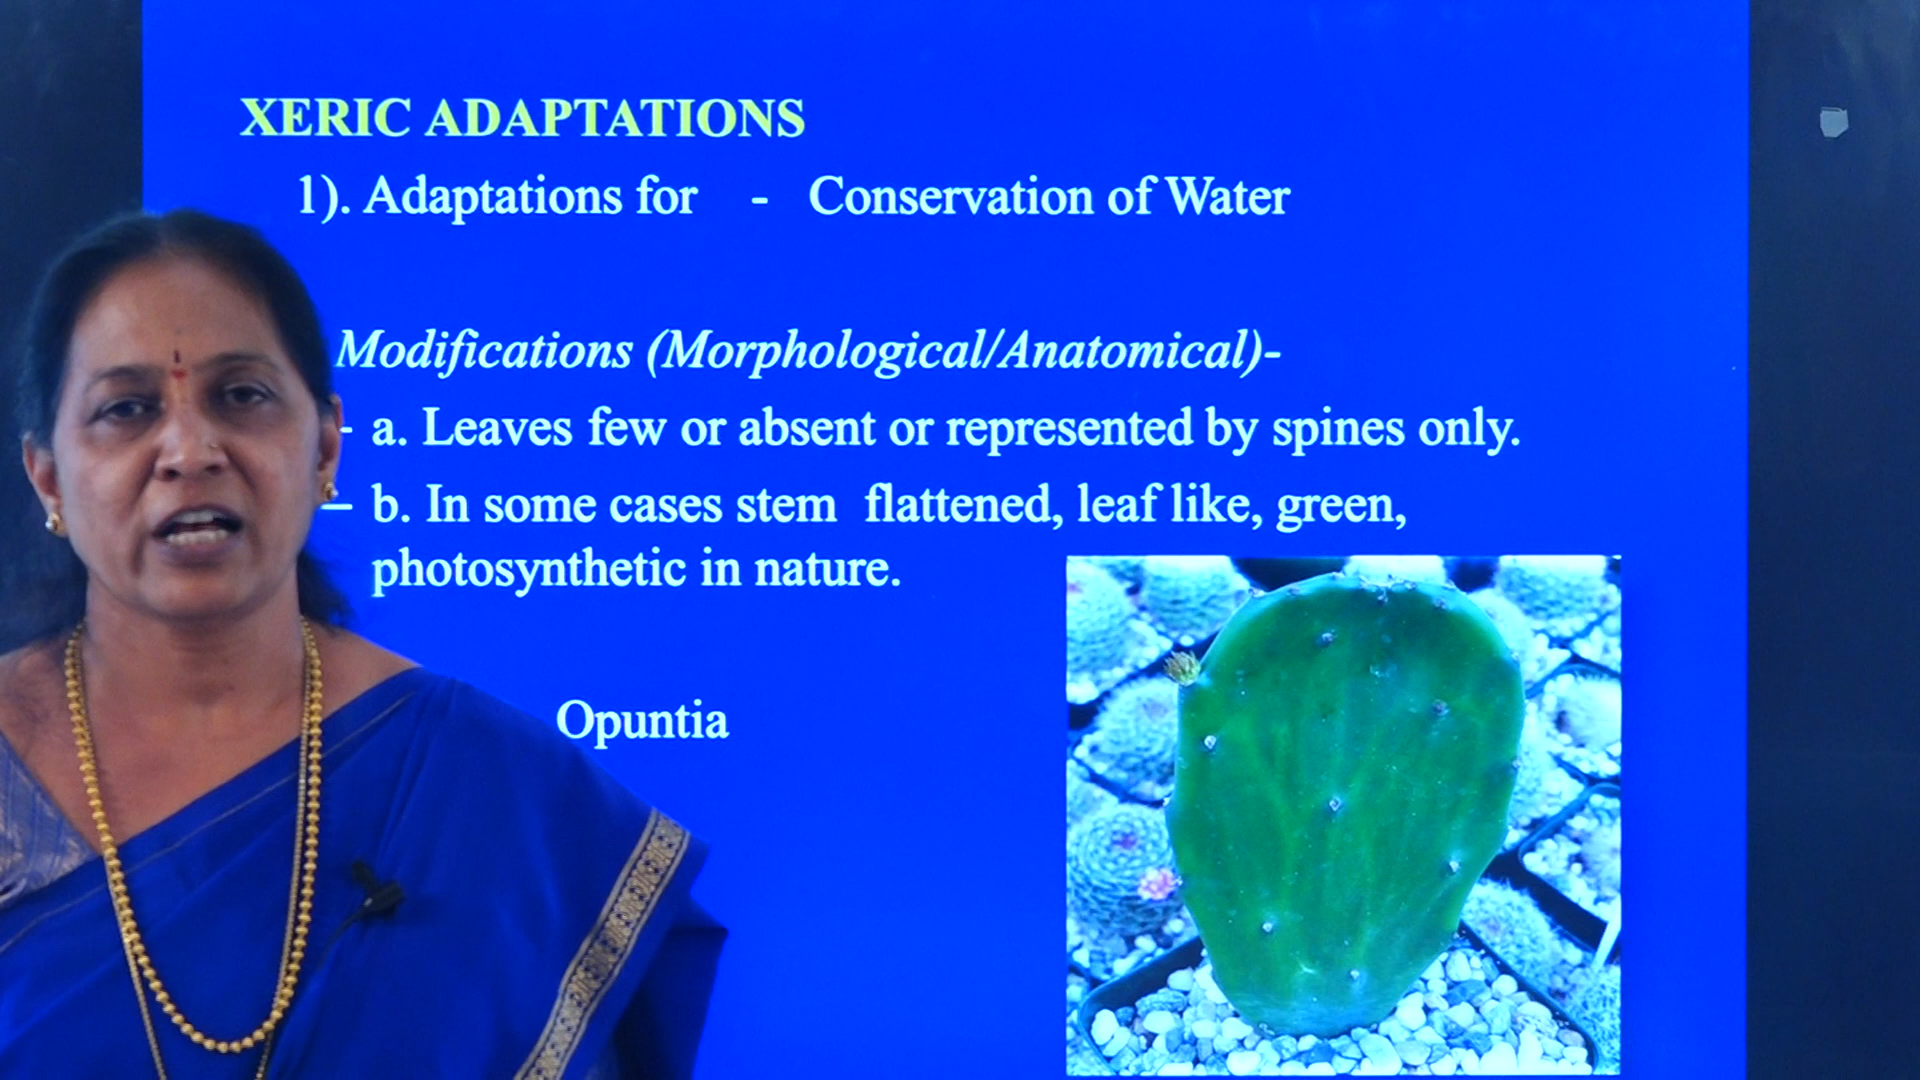 XERIC ADAPTATIONS
1). Adaptations for - Conservation of Water
Modifications (Morphological/Anatomical)-
- a. Leaves few or absent or represented by spines only.
– b. In some cases stem flattened, leaf like, green,
photosynthetic in nature.
Opuntia